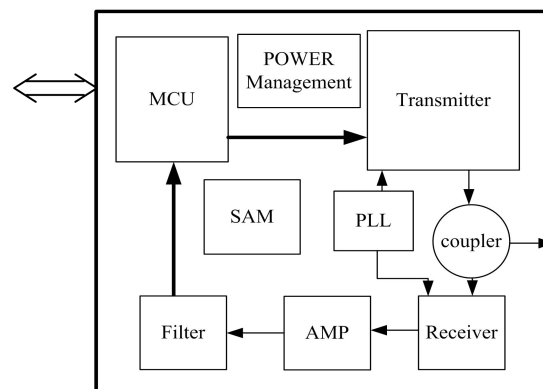 POWER
Management
MCU
Transmitter
SAM
PLL
coupler
Filter
AMP
Receiver